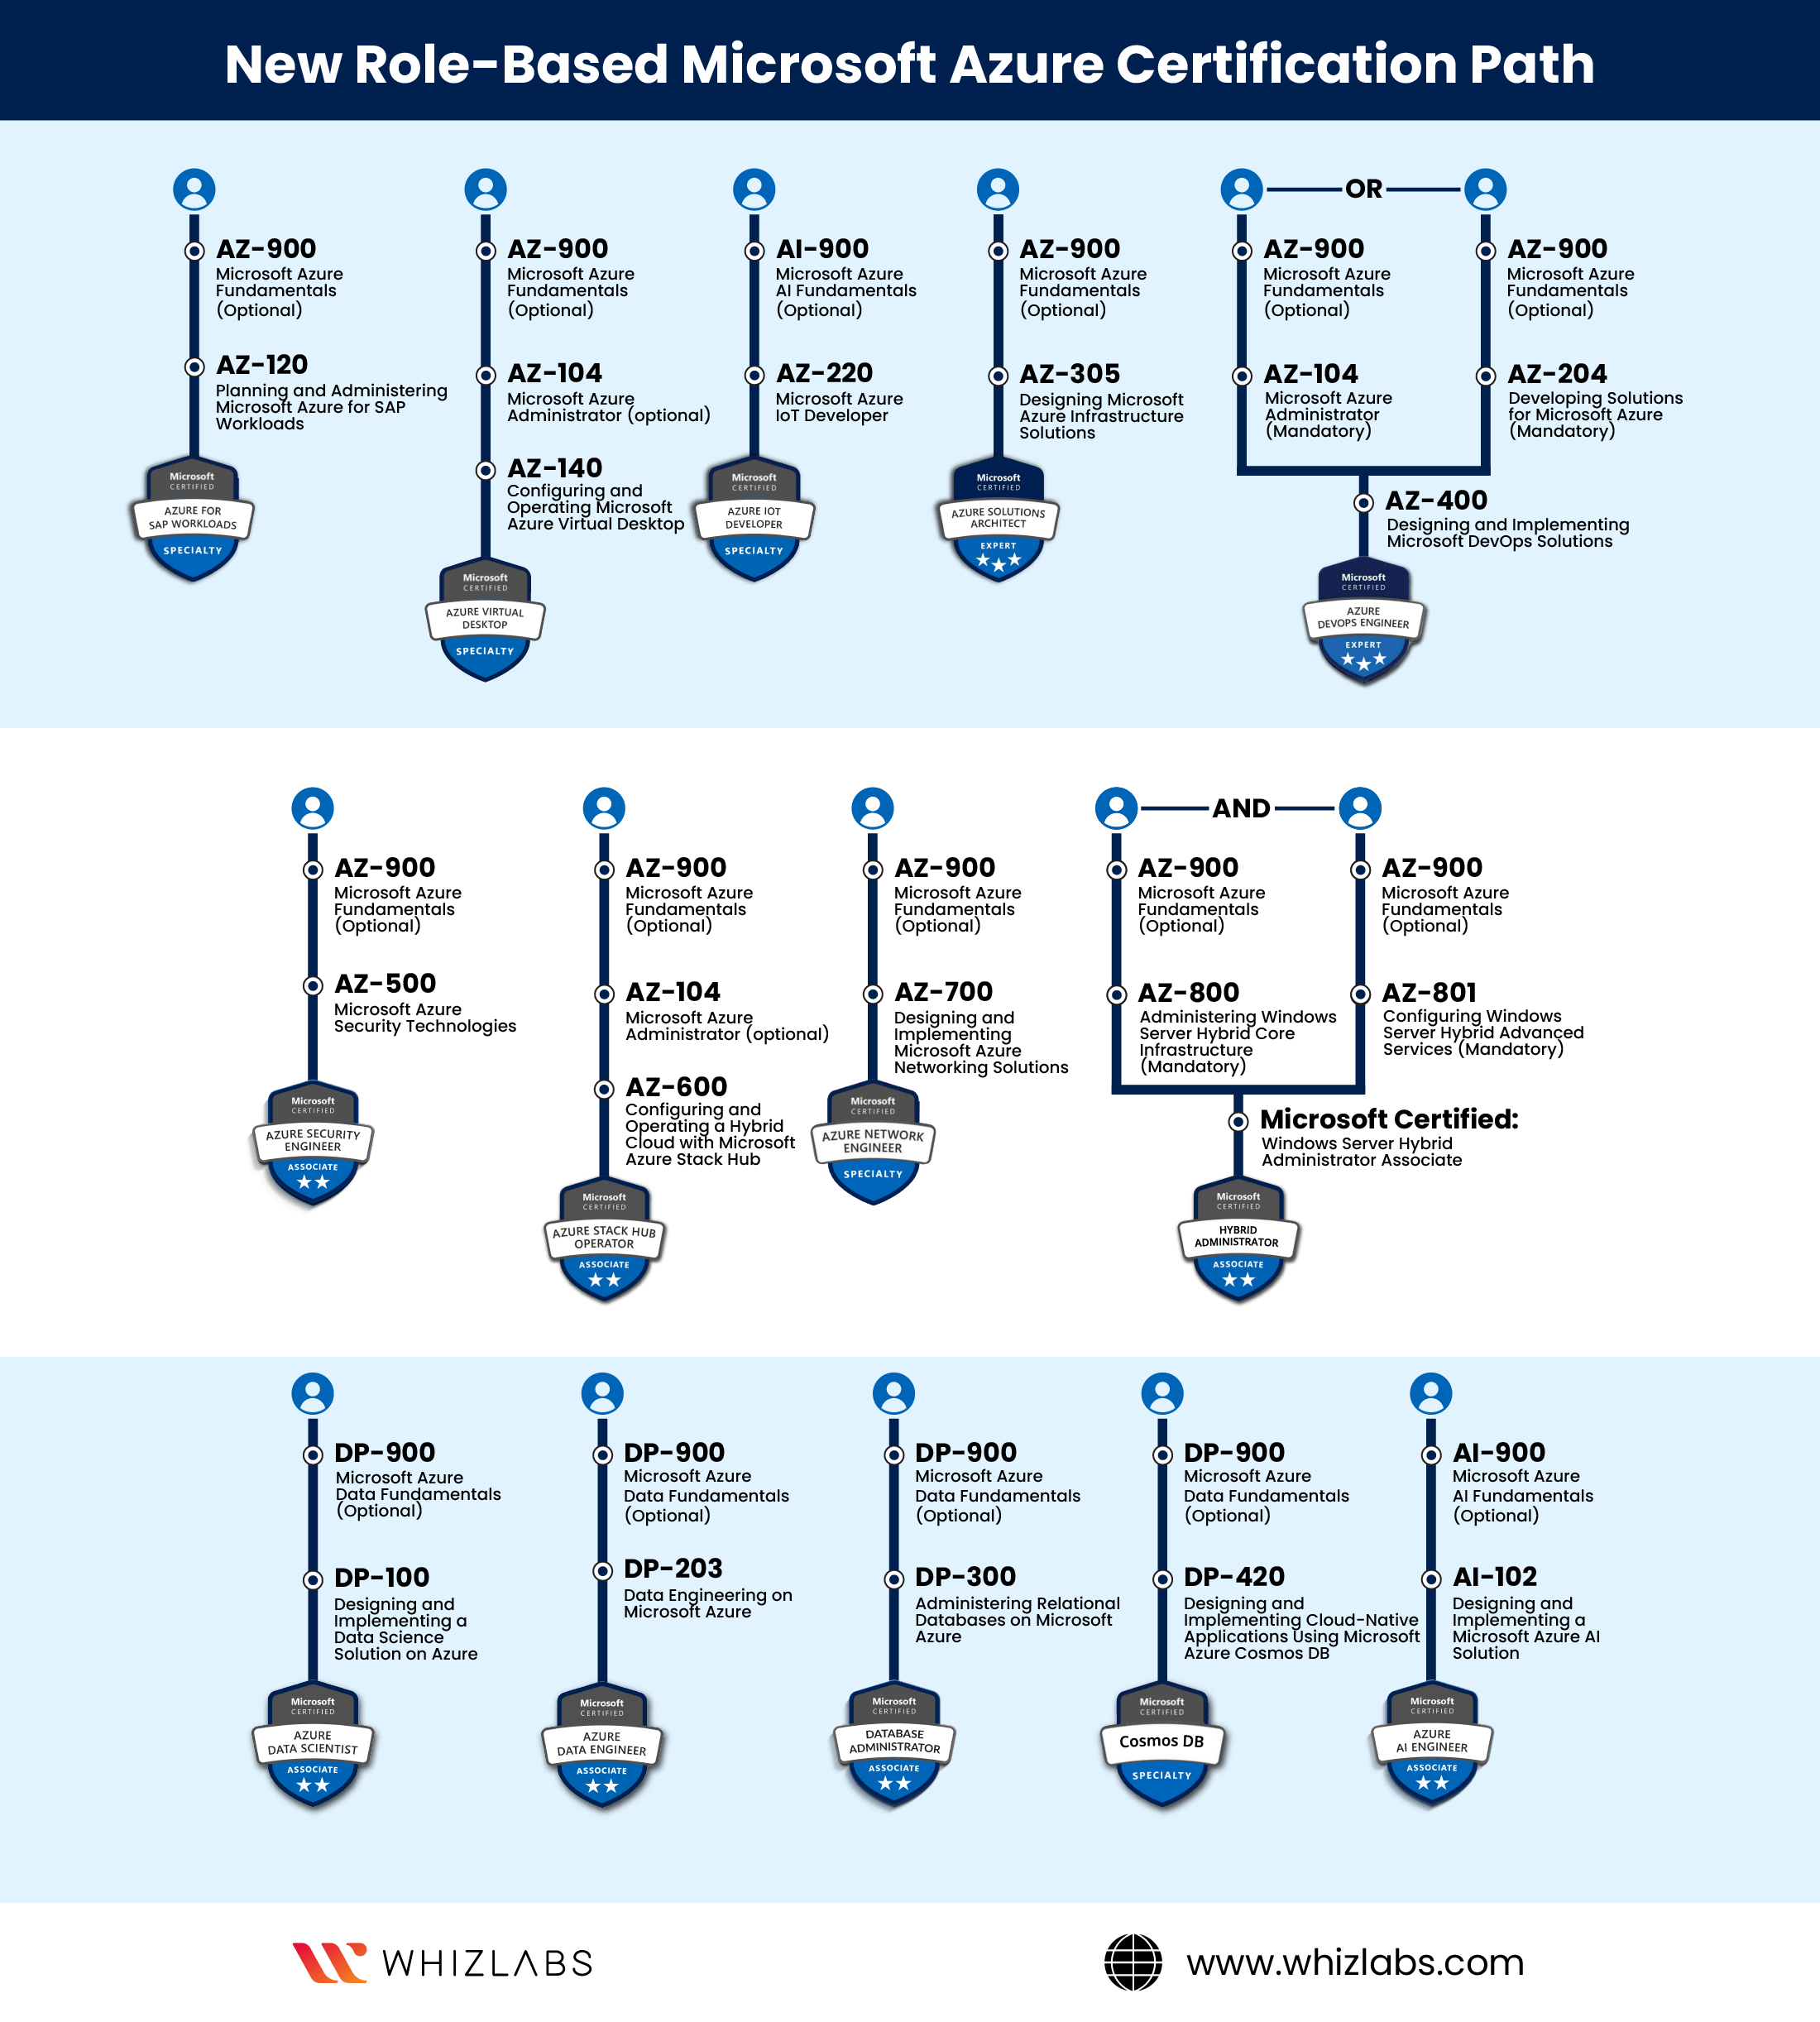 New Role-Based Microsoft Azure Certification Path
AZ-900
Microsoft Azure
Fundamentals
(Optional)
AZ-120
Planning and Administering
Microsoft Azure for SAP
Workloads
Microsoft
CERTIFIED
AZURE FOR
SAP WORKLOADS
SPECIALTY
AZ-900
Microsoft Azure
Fundamentals
(Optional)
AZ-104
Microsoft Azure
Administrator (optional)
AZ-140
Configuring and
Operating Microsoft
Azure Virtual Desktop
Microsoft
CERTIFIED
AZURE VIRTUAL
DESKTOP
SPECIALTY
AI-900
Microsoft Azure
AI Fundamentals
(Optional)
AZ-220
Microsoft Azure
IoT Developer
Microsoft
CERTIFIED
AZURE IOT
DEVELOPER
SPECIALTY
AZ-900
Microsoft Azure
Fundamentals
(Optional)
AZ-305
Designing Microsoft
Azure Infrastructure
Solutions
Microsoft
CERTIFIED
AZURE SOLUTIONS
ARCHITECT
EXPERT
OR
AZ-900
Microsoft Azure
Fundamentals
(Optional)
AZ-104
Microsoft Azure
Administrator
(Mandatory)
AZ-900
Microsoft Azure
Fundamentals
(Optional)
AZ-204
Developing Solutions
for Microsoft Azure
(Mandatory)
AZ-400
Designing and Implementing
Microsoft DevOps Solutions
Microsoft
CERTIFIED
AZURE
DEVOPS ENGINEER
EXPERT
AZ-900
Microsoft Azure
Fundamentals
(Optional)
AZ-500
Microsoft Azure
Security Technologies
Microsoft
CERTIFIED
AZURE SECURITY
ENGINEER
ASSOCIATE
AZ-900
Microsoft Azure
Fundamentals
(Optional)
AZ-104
Microsoft Azure
Administrator (optional)
AZ-600
Configuring and
Operating a Hybrid
Cloud with Microsoft
Azure Stack Hub
Microsoft
CERTIFIED
AZURE STACK HUB
OPERATOR
ASSOCIATE
AZ-900
Microsoft Azure
Fundamentals
(Optional)
AZ-700
Designing and
Implementing
Microsoft Azure
Networking Solutions
Microsoft
CERTIFIED
AZURE NETWORK
ENGINEER
SPECIALTY
AND
AZ-900
Microsoft Azure
Fundamentals
(Optional)
AZ-800
Administering Windows
Server Hybrid Core
Infrastructure
(Mandatory)
AZ-900
Microsoft Azure
Fundamentals
(Optional)
AZ-801
Configuring Windows
Server Hybrid Advanced
Services (Mandatory)
Microsoft Certified:
Windows Server Hybrid
Administrator Associate
Microsoft
CERTIFIED
HYBRID
ADMINISTRATOR
ASSOCIATE
DP-900
Microsoft Azure
Data Fundamentals
(Optional)
DP-100
Designing and
Implementing a
Data Science
Solution on Azure
Microsoft
CERTIFIED
AZURE
DATA SCIENTIST
ASSOCIATE
DP-900
Microsoft Azure
Data Fundamentals
(Optional)
DP-203
Data Engineering on
Microsoft Azure
Microsoft
CERTIFIED
AZURE
DATA ENGINEER
ASSOCIATE
DP-900
Microsoft Azure
Data Fundamentals
(Optional)
DP-300
Administering Relational
Databases on Microsoft
Azure
Microsoft
CERTIFIED
DATABASE
ADMINISTRATOR
ASSOCIATE
DP-900
Microsoft Azure
Data Fundamentals
(Optional)
DP-420
Designing and
Implementing Cloud-Native
Applications Using Microsoft
Azure Cosmos DB
Microsoft
CERTIFIED
Cosmos DB
SPECIALTY
AI-900
Microsoft Azure
AI Fundamentals
(Optional)
AI-102
Designing and
Implementing a
Microsoft Azure AI
Solution
Microsoft
CERTIFIED
AZURE
AI ENGINEER
ASSOCIATE
WHIZLABS
www.whizlabs.com